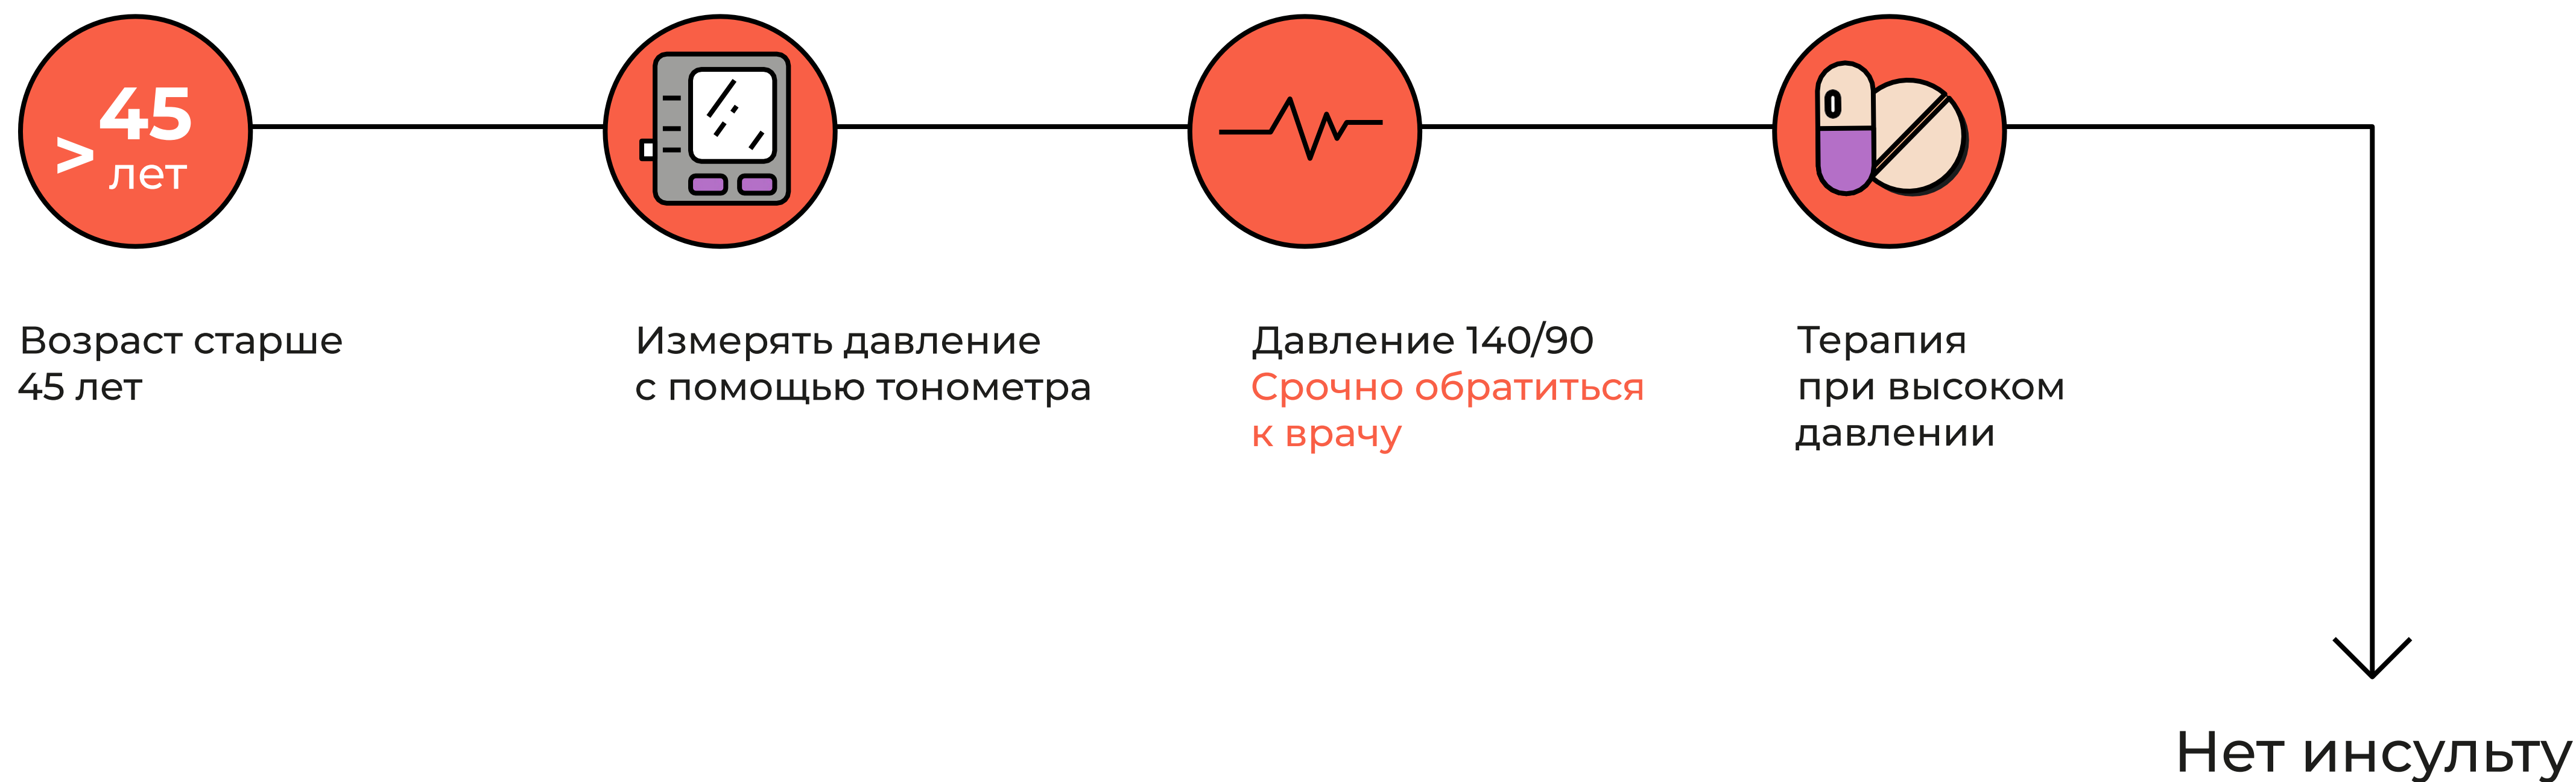 > 45
лет
Возраст старше
45 лет
Измерять давление
с помощью тонометра
Давление 140/90
Срочно обратиться
к врачу
Терапия
при высоком
давлении
Нет инсульту